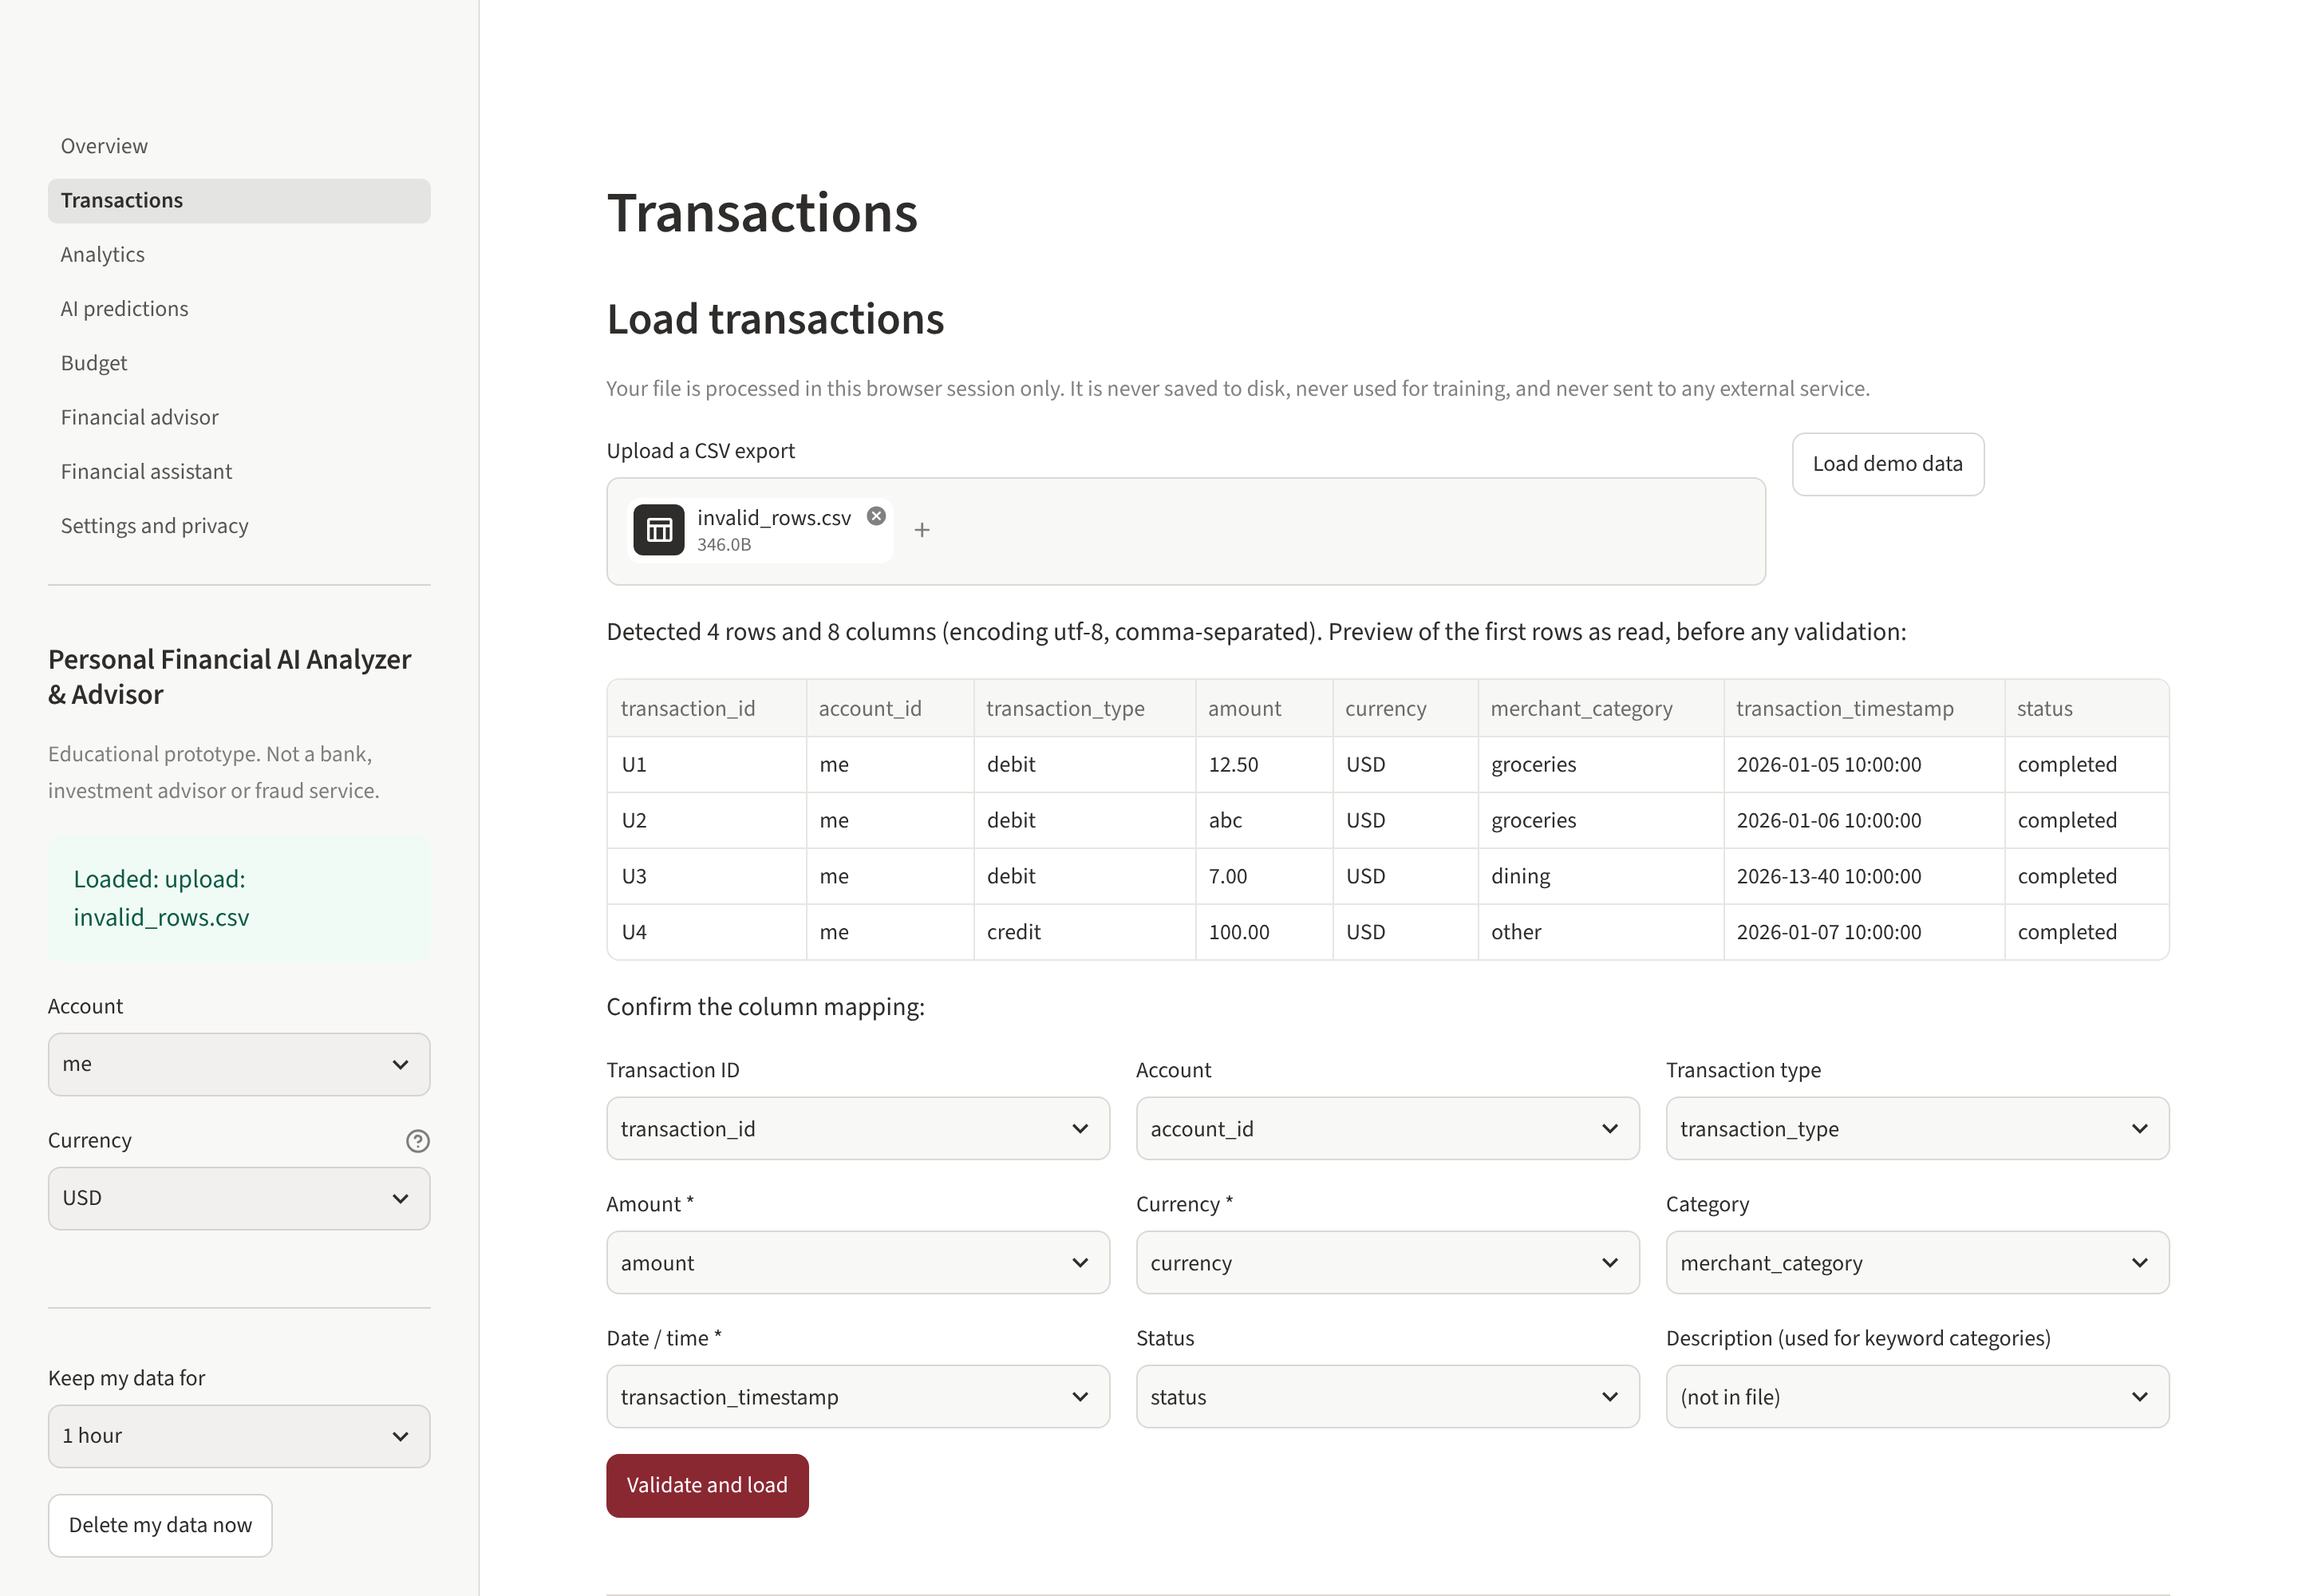 Overview
Transactions
Analytics
AI predictions
Budget
Financial advisor
Financial assistant
Settings and privacy
Personal Financial AI Analyzer
& Advisor
Educational prototype. Not a bank,
investment advisor or fraud service.
Loaded: upload:
invalid_rows.csv
Account
me
Currency
USD
Keep my data for
1 hour
Delete my data now
Transactions
Load transactions
Your file is processed in this browser session only. It is never saved to disk, never used for training, and never sent to any external service.
Upload a CSV export
Load demo data
invalid_rows.csv
346.0B
Detected 4 rows and 8 columns (encoding utf-8, comma-separated). Preview of the first rows as read, before any validation:
transaction_id account_id transaction_type amount currency merchant_category transaction_timestamp status
U1 me debit 12.50 USD groceries 2026-01-05 10:00:00 completed
U2 me debit abc USD groceries 2026-01-06 10:00:00 completed
U3 me debit 7.00 USD dining 2026-13-40 10:00:00 completed
U4 me credit 100.00 USD other 2026-01-07 10:00:00 completed
Confirm the column mapping:
Transaction ID Account Transaction type
transaction_id account_id transaction_type
Amount * Currency * Category
amount currency merchant_category
Date / time * Status Description (used for keyword categories)
transaction_timestamp status (not in file)
Validate and load